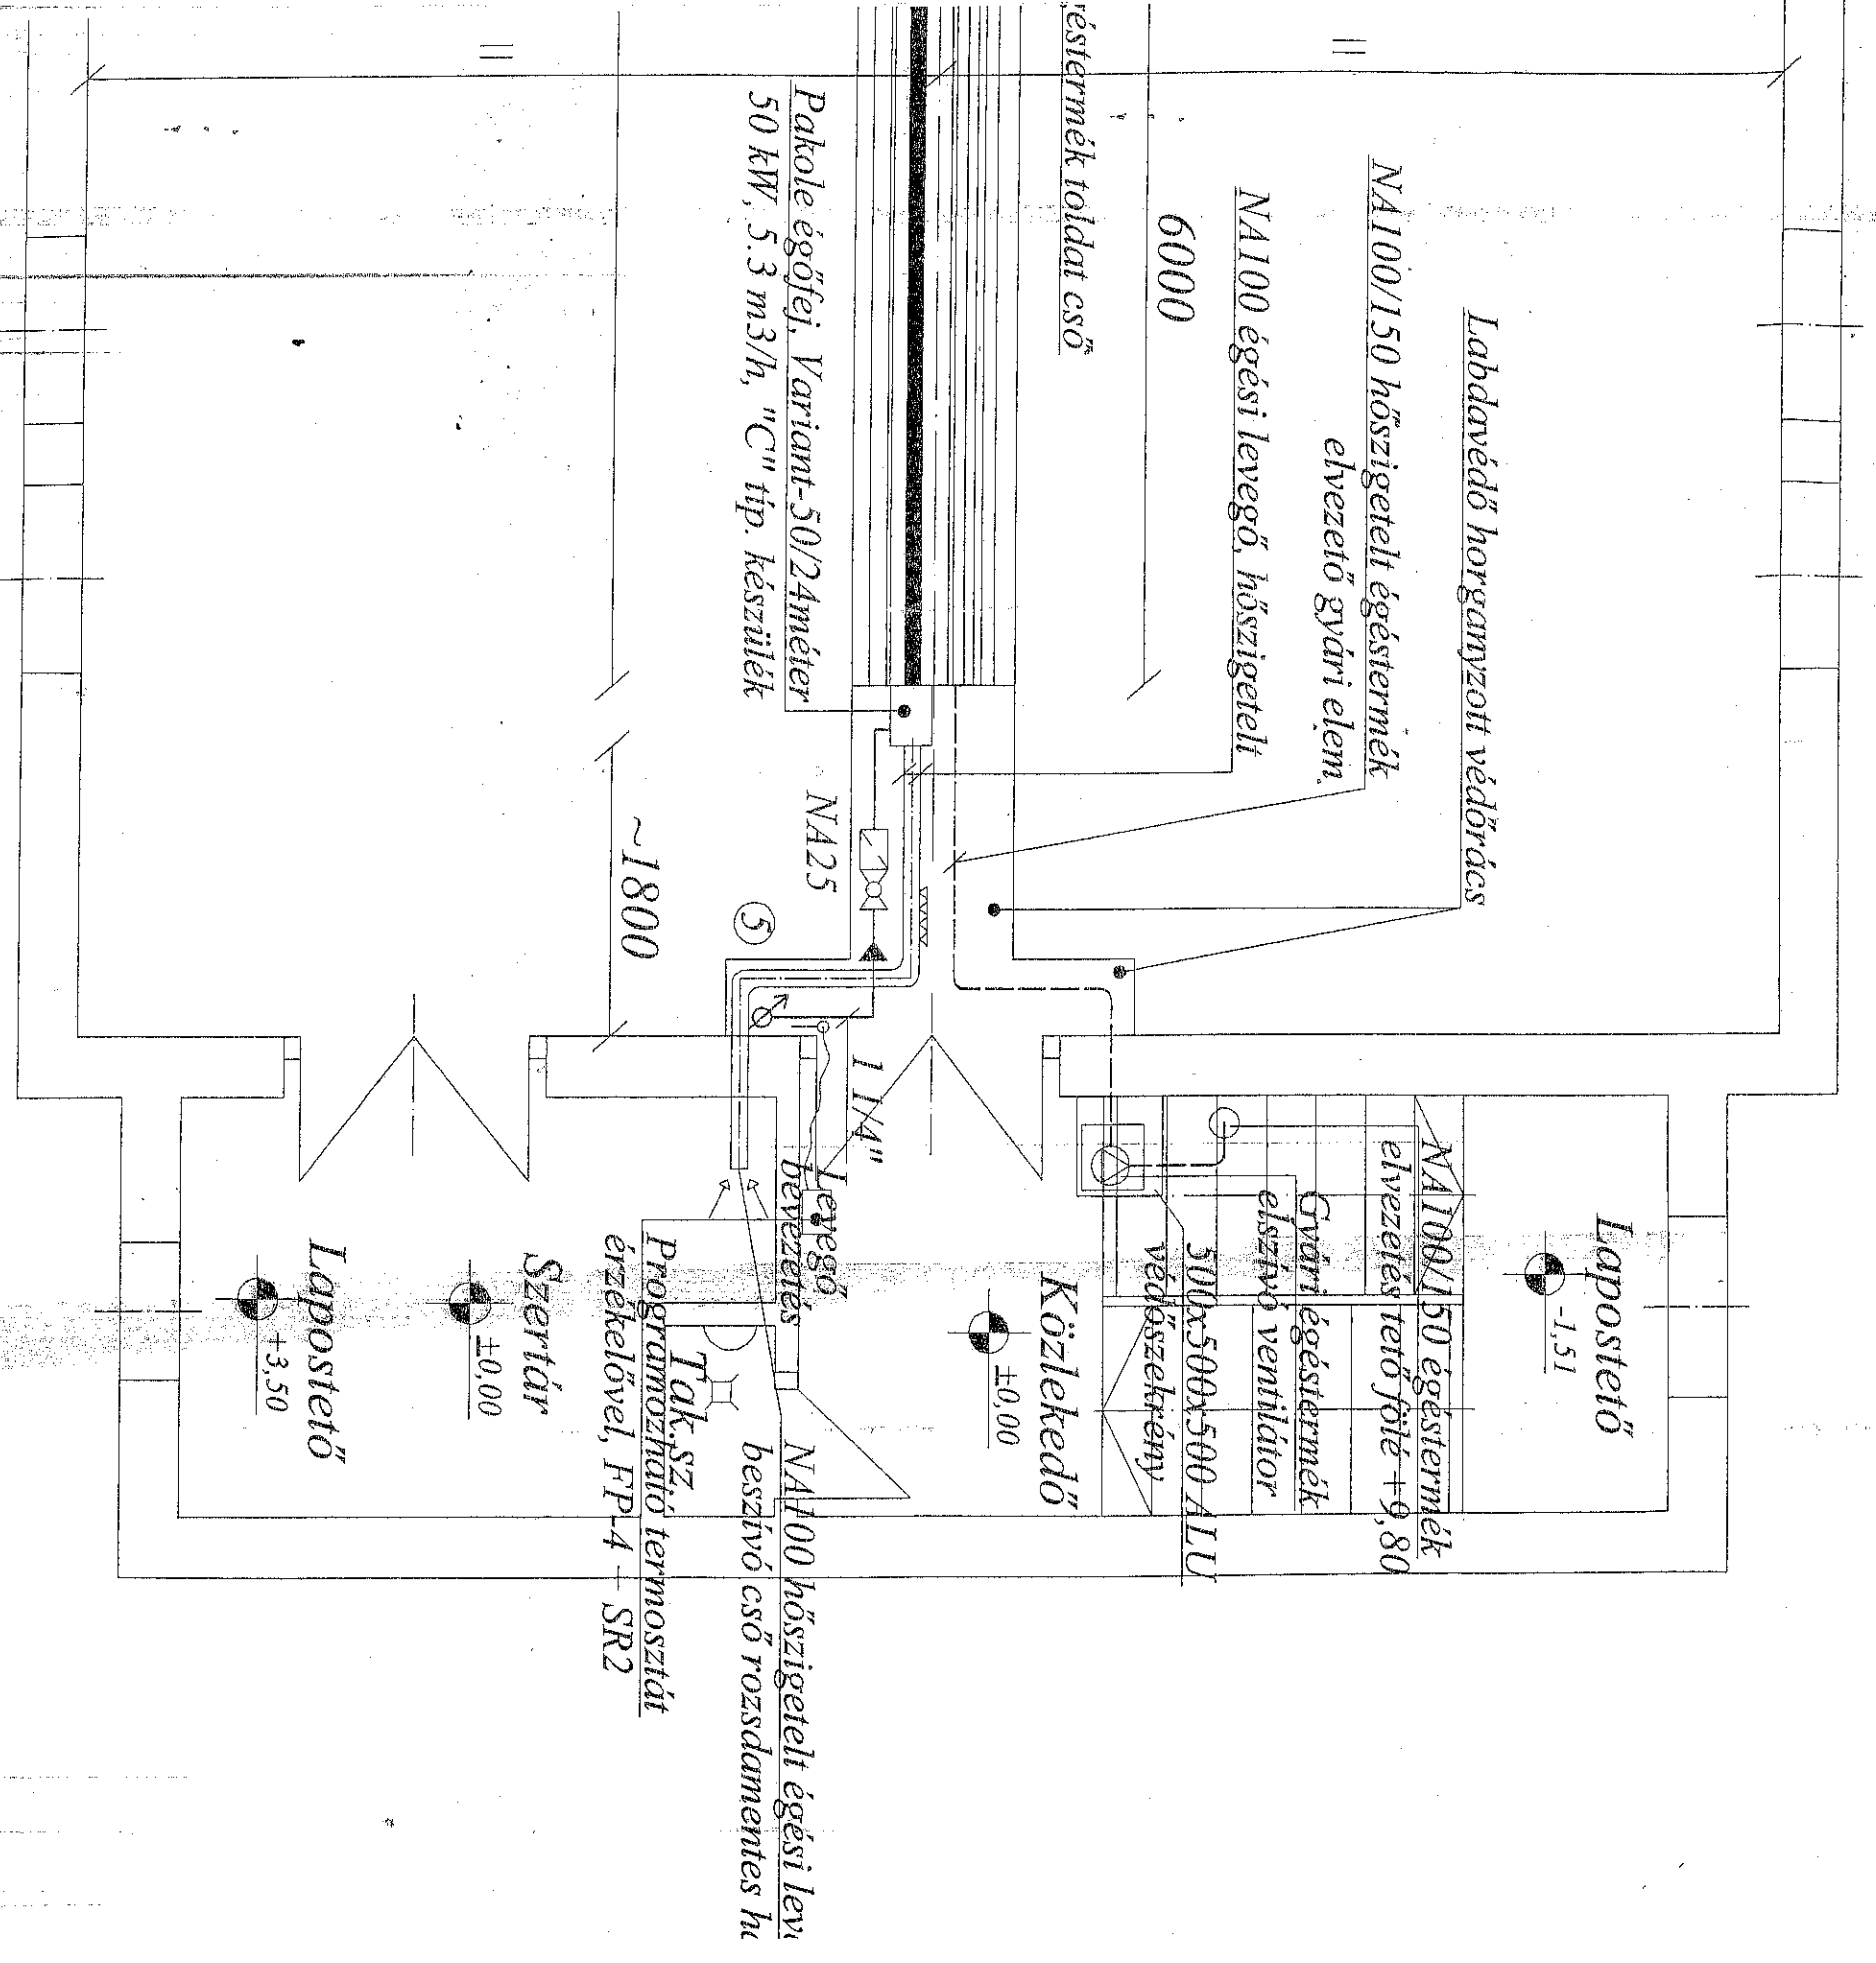 Labdavédő horganyzott védőrács
NA100/150 hőszigetelt égéstermék
elvezető gyári elem
NA100 égési levegő, hőszigetelt
6000
éstermék toldat cső
Pakole égőfej, Variant-50/24méter
50 kW, 5.3 m3/h, "C" tip. készülék
NA25
~1800
5
1 1/4"
Lapostető
-1,51
NA100/150 égéstermék
elvezetés tető fölé +9,80
Gyári égéstermék
elszívó ventilátor
500x500x500 ALU
védőszekrény
Közlekedő
±0,00
Levegő
bevezetés
NA100 hőszigetelt égési lev
beszívó cső rozsdamentes h
Tak.sz.
Programozható termosztát
érzékelővel, FP-4 - SR2
Szertár
±0,00
Lapostető
+3,50